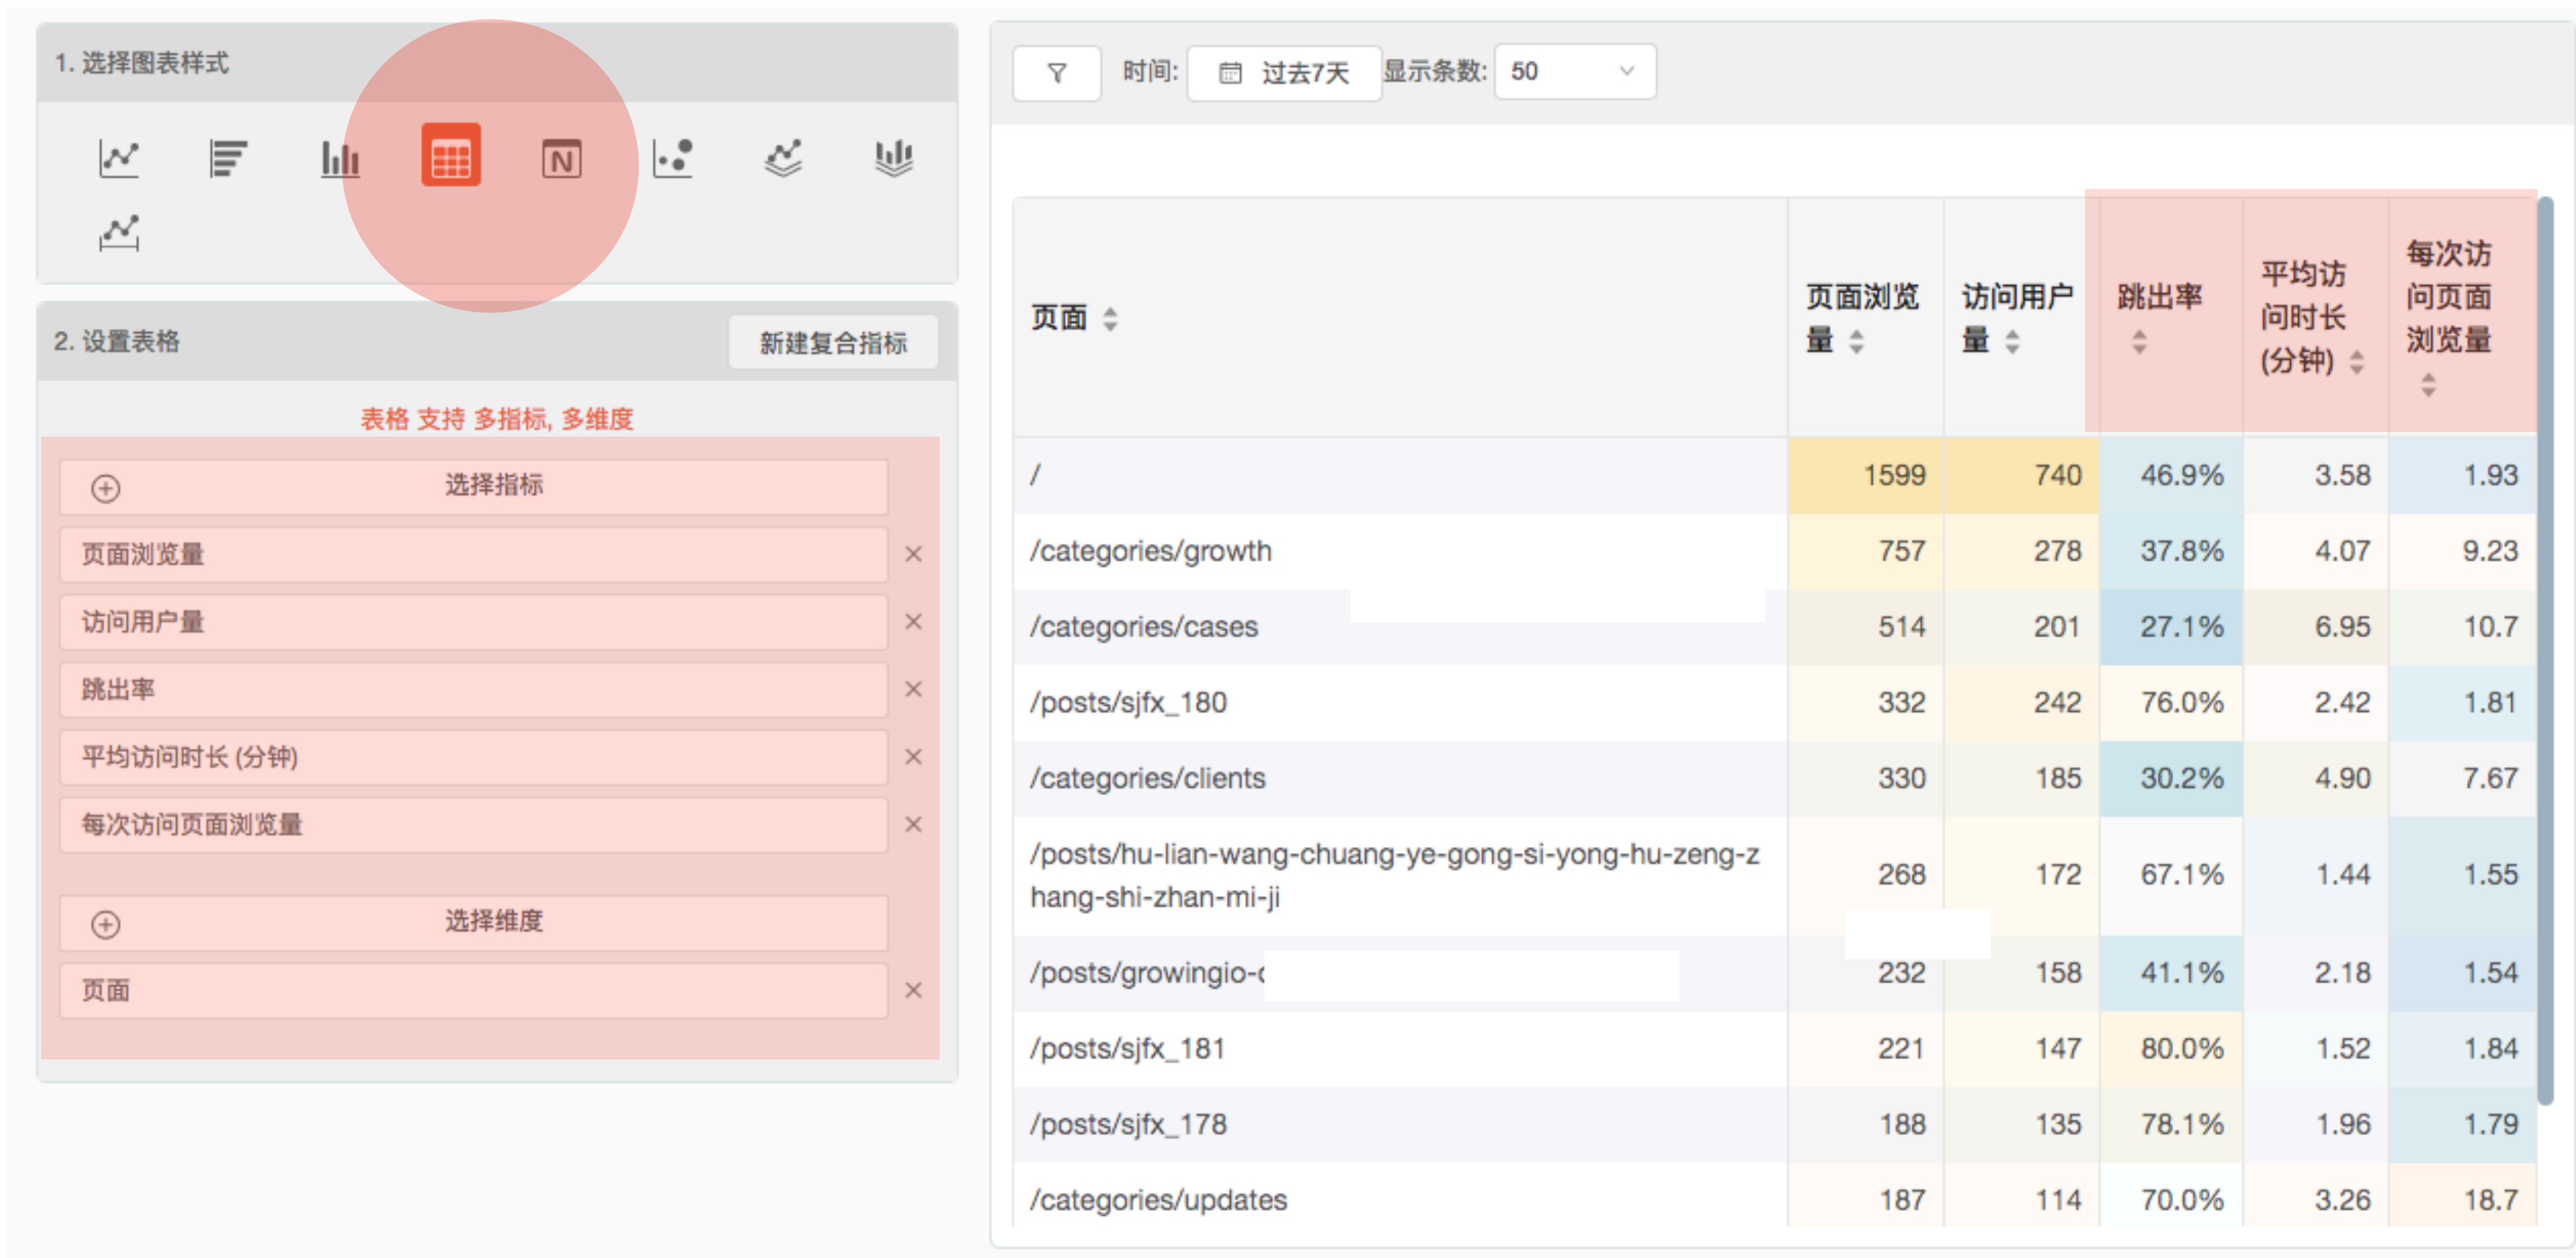 1. 选择图表样式
2. 设置表格
新建复合指标
表格 支持 多指标, 多维度
选择指标
页面浏览量
访问用户量
跳出率
平均访问时长 (分钟)
每次访问页面浏览量
选择维度
页面
时间: 过去7天 显示条数: 50
页面
页面浏览
量
访问用户
量
跳出率
平均访
问时长
(分钟)
每次访
问页面
浏览量
/ 1599 740 46.9% 3.58 1.93
/categories/growth 757 278 37.8% 4.07 9.23
/categories/cases 514 201 27.1% 6.95 10.7
/posts/sjfx_180 332 242 76.0% 2.42 1.81
/categories/clients 330 185 30.2% 4.90 7.67
/posts/hu-lian-wang-chuang-ye-gong-si-yong-hu-zeng-z
hang-shi-zhan-mi-ji 268 172 67.1% 1.44 1.55
/posts/growingio- 232 158 41.1% 2.18 1.54
/posts/sjfx_181 221 147 80.0% 1.52 1.84
/posts/sjfx_178 188 135 78.1% 1.96 1.79
/categories/updates 187 114 70.0% 3.26 18.7